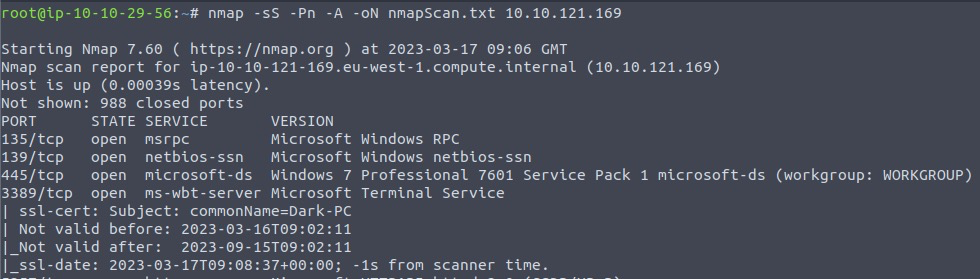 root@ip-10-10-29-56:~# nmap -sS -Pn -A -oN nmapScan.txt 10.10.121.169
Starting Nmap 7.60 ( https://nmap.org ) at 2023-03-17 09:06 GMT
Nmap scan report for ip-10-10-121-169.eu-west-1.compute.internal (10.10.121.169)
Host is up (0.00039s latency).
Not shown: 988 closed ports
PORT     STATE SERVICE       VERSION
135/tcp  open  msrpc         Microsoft Windows RPC
139/tcp  open  netbios-ssn   Microsoft Windows netbios-ssn
445/tcp  open  microsoft-ds  Windows 7 Professional 7601 Service Pack 1 microsoft-ds (workgroup: WORKGROUP)
3389/tcp open  ms-wbt-server Microsoft Terminal Service
| ssl-cert: Subject: commonName=Dark-PC
| Not valid before: 2023-03-16T09:02:11
|_Not valid after:  2023-09-15T09:02:11
|_ssl-date: 2023-03-17T09:08:37+00:00; -1s from scanner time.